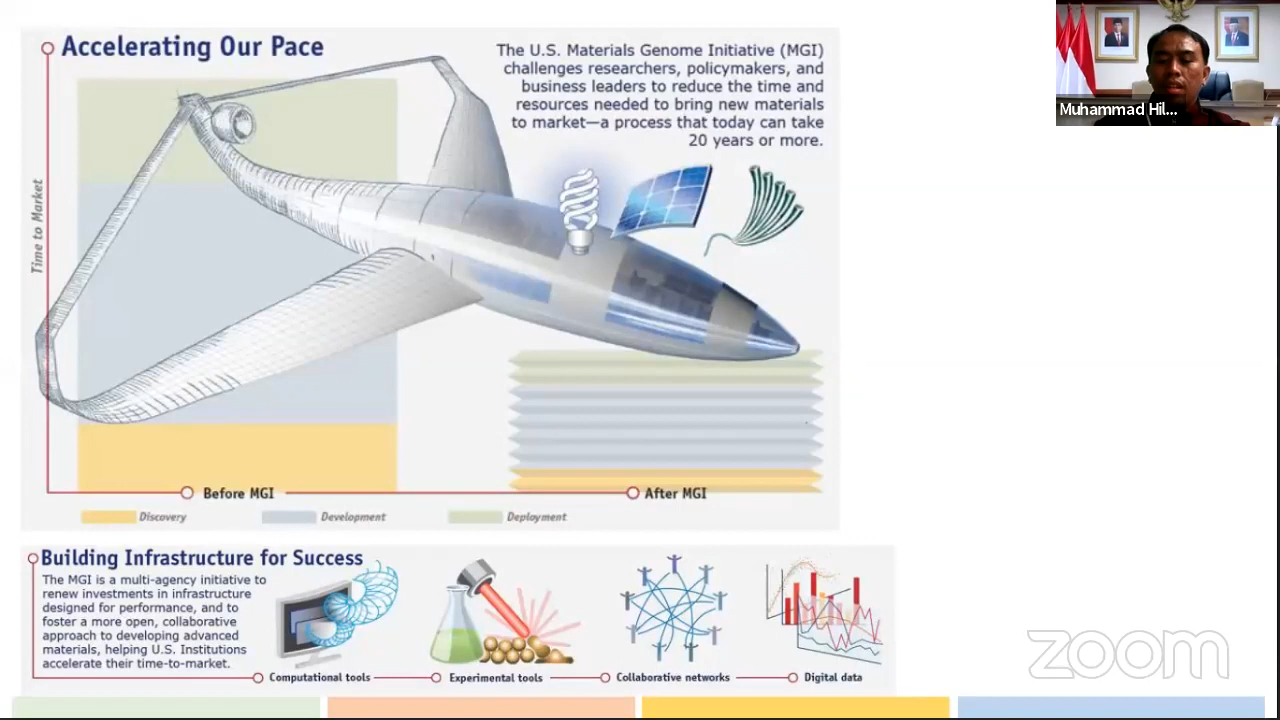 Accelerating Our Pace
The U.S. Materials Genome Initiative (MGI)
challenges researchers, policymakers, and
business leaders to reduce the time and
resources needed to bring new materials
to market—a process that today can take
20 years or more.
Time to Market
Before MGI
After MGI
Discovery
Development
Deployment
Building Infrastructure for Success
The MGI is a multi-agency initiative to
renew investments in infrastructure
designed for performance, and to
foster a more open, collaborative
approach to developing advanced
materials, helping U.S. Institutions
accelerate their time-to-market.
Computational tools
Experimental tools
Collaborative networks
Digital data
Muhammad Hil...
zoom